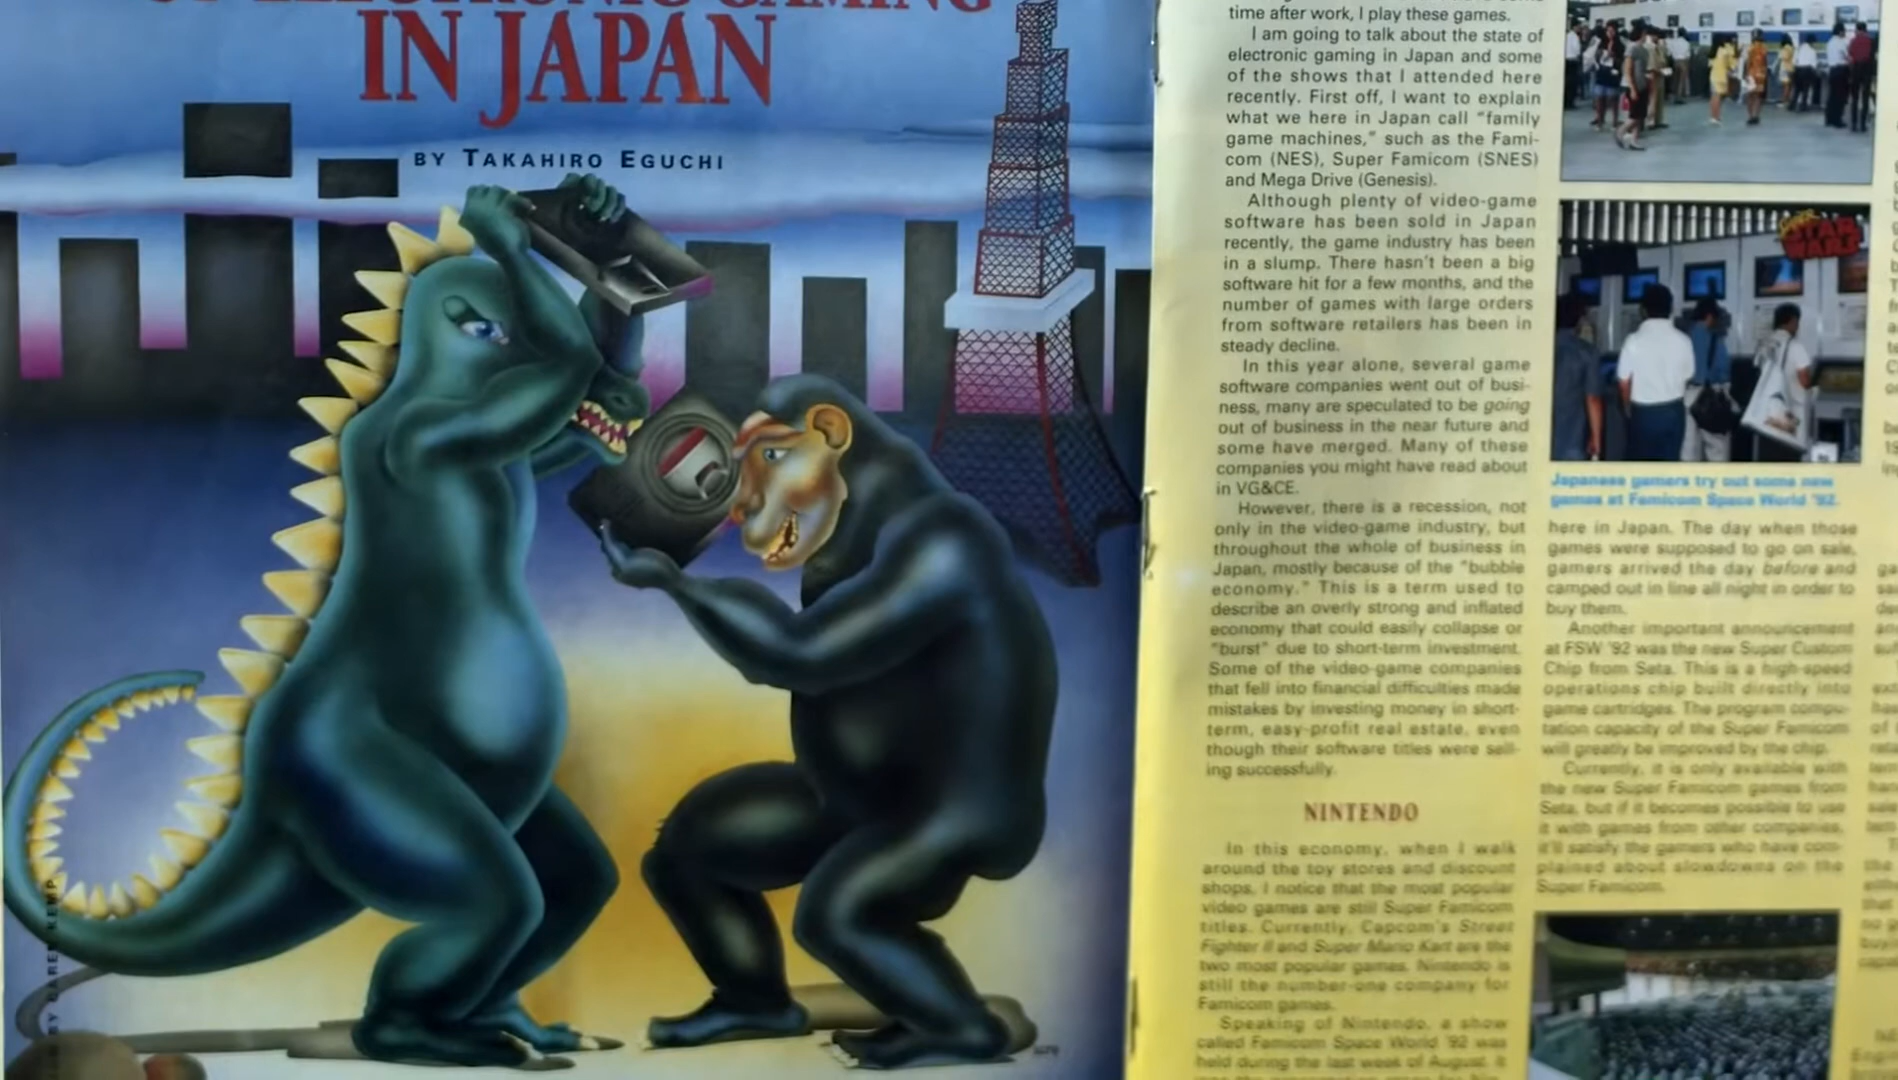 OF ELECTRONIC GAMING
IN JAPAN
BY TAKAHIRO EGUCHI
time after work, I play these games.
I am going to talk about the state of
electronic gaming in Japan and some
of the shows that I attended here
recently. First off, I want to explain
what we here in Japan call “family
game machines,” such as the Fami-
com (NES), Super Famicom (SNES)
and Mega Drive (Genesis).
Although plenty of video-game
software has been sold in Japan
recently, the game industry has been
in a slump. There hasn't been a big
software hit for a few months, and the
number of games with large orders
from software retailers has been in
steady decline.
In this year alone, several game
software companies went out of busi-
ness, many are speculated to be going
out of business in the near future and
some have merged. Many of these
companies you might have read about
in VG&CE.
However, there is a recession, not
only in the video-game industry, but
throughout the whole of business in
Japan, mostly because of the “bubble
economy.” This is a term used to
describe an overly strong and inflated
economy that could easily collapse or
“burst” due to short-term investment.
Some of the video-game companies
that fell into financial difficulties made
mistakes by investing money in short-
term, easy-profit real estate, even
though their software titles were sell-
ing successfully.
NINTENDO
In this economy, when I walk
around the toy stores and discount
shops, I notice that the most popular
video games are still Super Famicom
titles. Currently, Capcom's Street
Fighter II and Super Mario Kart are the
two most popular games. Nintendo is
still the number-one company for
Famicom games.
Speaking of Nintendo, a show
called Famicom Space World '92 was
held during the last week of August. It
SUPER
STAR
WARS
Japanese gamers try out some new
games at Famicom Space World '92.
here in Japan. The day when those
games were supposed to go on sale,
gamers arrived the day before and
camped out in line all night in order to
buy them.
Another important announcement
at FSW '92 was the new Super Custom
Chip from Seta. This is a high-speed
operations chip built directly into
game cartridges. The program compu-
tation capacity of the Super Famicom
will greatly be improved by the chip.
Currently, it is only available with
the new Super Famicom games from
Seta, but if it becomes possible to use
it with games from other companies,
it'll satisfy the gamers who have com-
plained about slowdowns on the
Super Famicom.